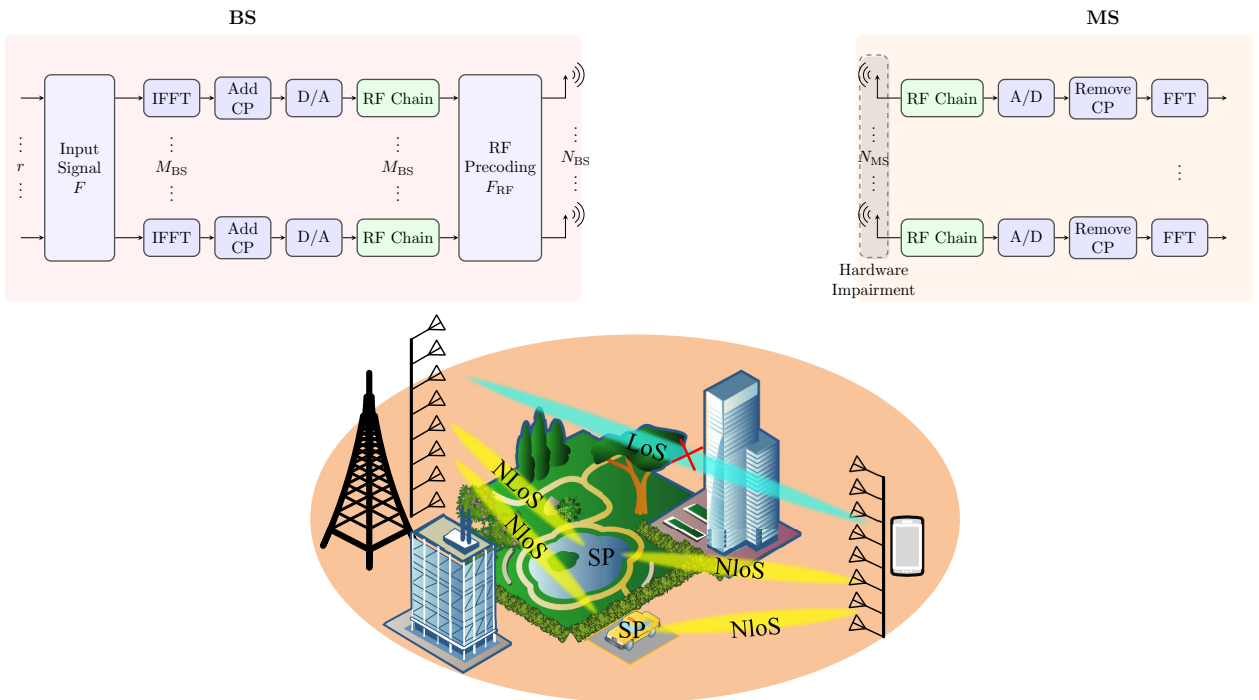 BS
MS
Input
Signal
F
r
IFFT
Add
CP
D/A
RF Chain
M_BS
M_BS
IFFT
Add
CP
D/A
RF Chain
RF
Precoding
F_RF
N_BS
N_MS
RF Chain
A/D
Remove
CP
FFT
RF Chain
A/D
Remove
CP
FFT
Hardware
Impairment
LoS
NLoS
NloS
SP
NloS
SP
NloS